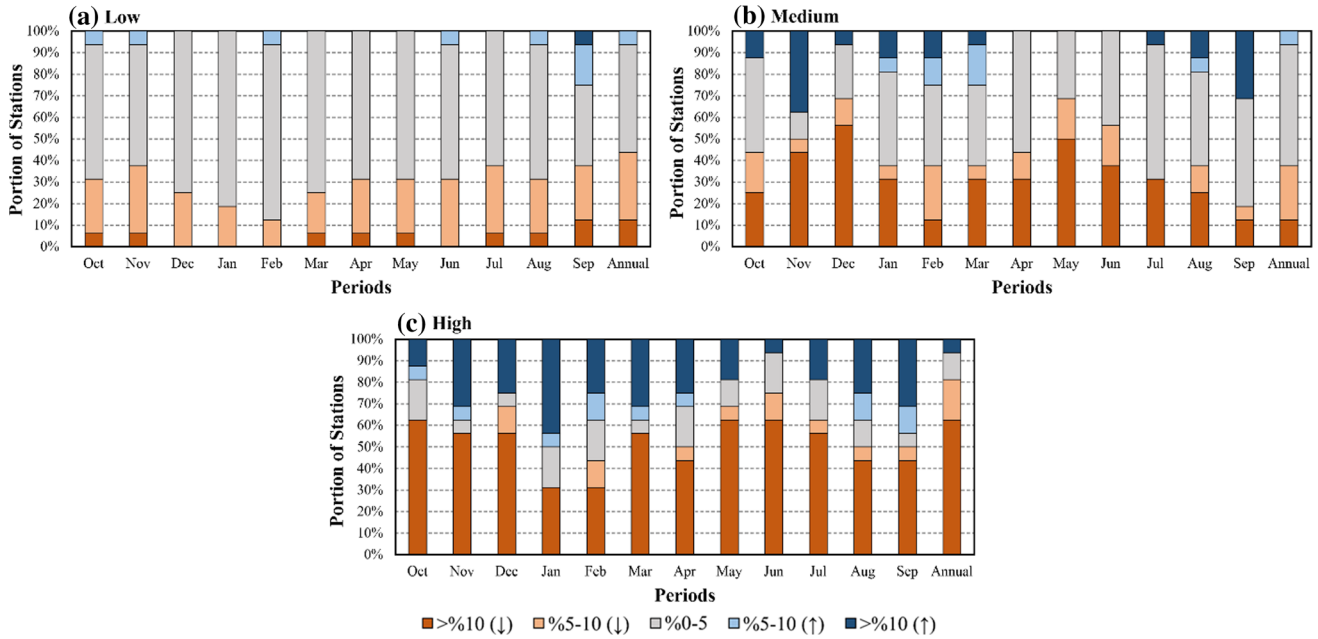 (a) Low
100%
90%
80%
70%
60%
50%
40%
30%
20%
10%
0%
Portion of Stations
Oct Nov Dec Jan Feb Mar Apr May Jun Jul Aug Sep Annual
Periods
(b) Medium
100%
90%
80%
70%
60%
50%
40%
30%
20%
10%
0%
Portion of Stations
Oct Nov Dec Jan Feb Mar Apr May Jun Jul Aug Sep Annual
Periods
(c) High
100%
90%
80%
70%
60%
50%
40%
30%
20%
10%
0%
Portion of Stations
Oct Nov Dec Jan Feb Mar Apr May Jun Jul Aug Sep Annual
Periods
>%10 (↓) %5-10 (↓) %0-5 %5-10 (↑) >%10 (↑)